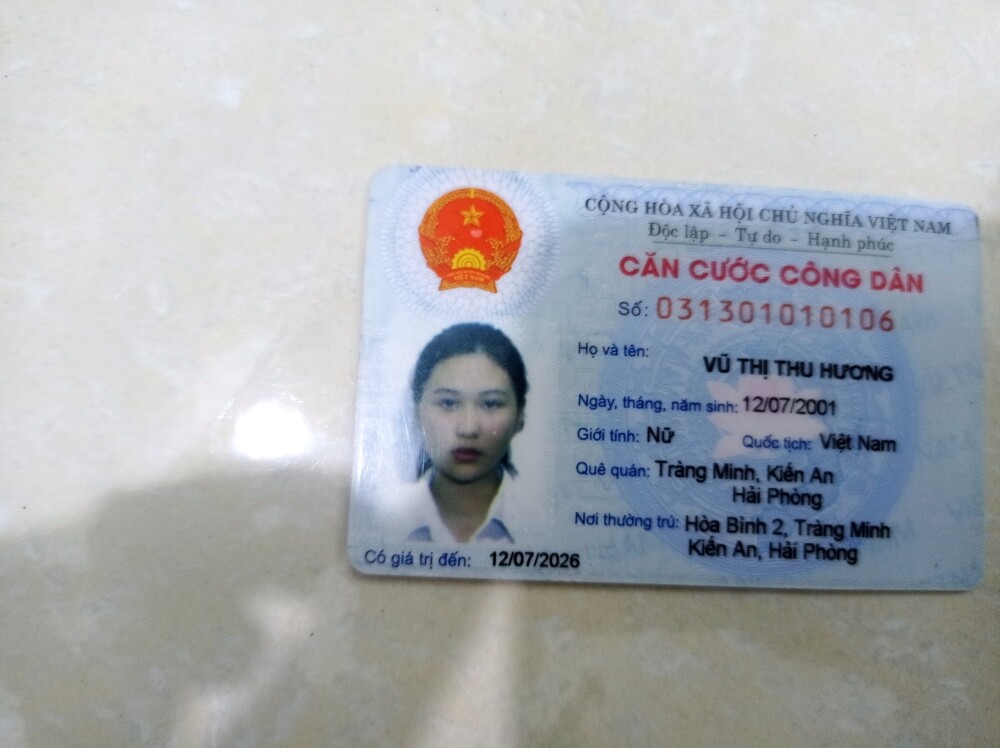 CỘNG HÒA XÃ HỘI CHỦ NGHĨA VIỆT NAM
Độc lập - Tự do - Hạnh phúc
CĂN CƯỚC CÔNG DÂN
Số: 031301010106
Họ và tên:
VŨ THỊ THU HƯƠNG
Ngày, tháng, năm sinh: 12/07/2001
Giới tính: Nữ Quốc tịch: Việt Nam
Quê quán: Tràng Minh, Kiến An
Hải Phòng
Nơi thường trú: Hòa Bình 2, Tràng Minh
Kiến An, Hải Phòng
Có giá trị đến: 12/07/2026